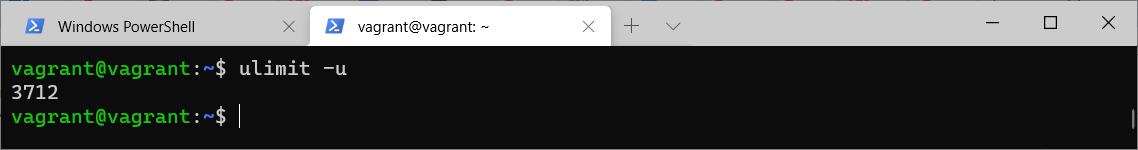 Windows PowerShell
vagrant@vagrant: ~
vagrant@vagrant:~$ ulimit -u
3712
vagrant@vagrant:~$